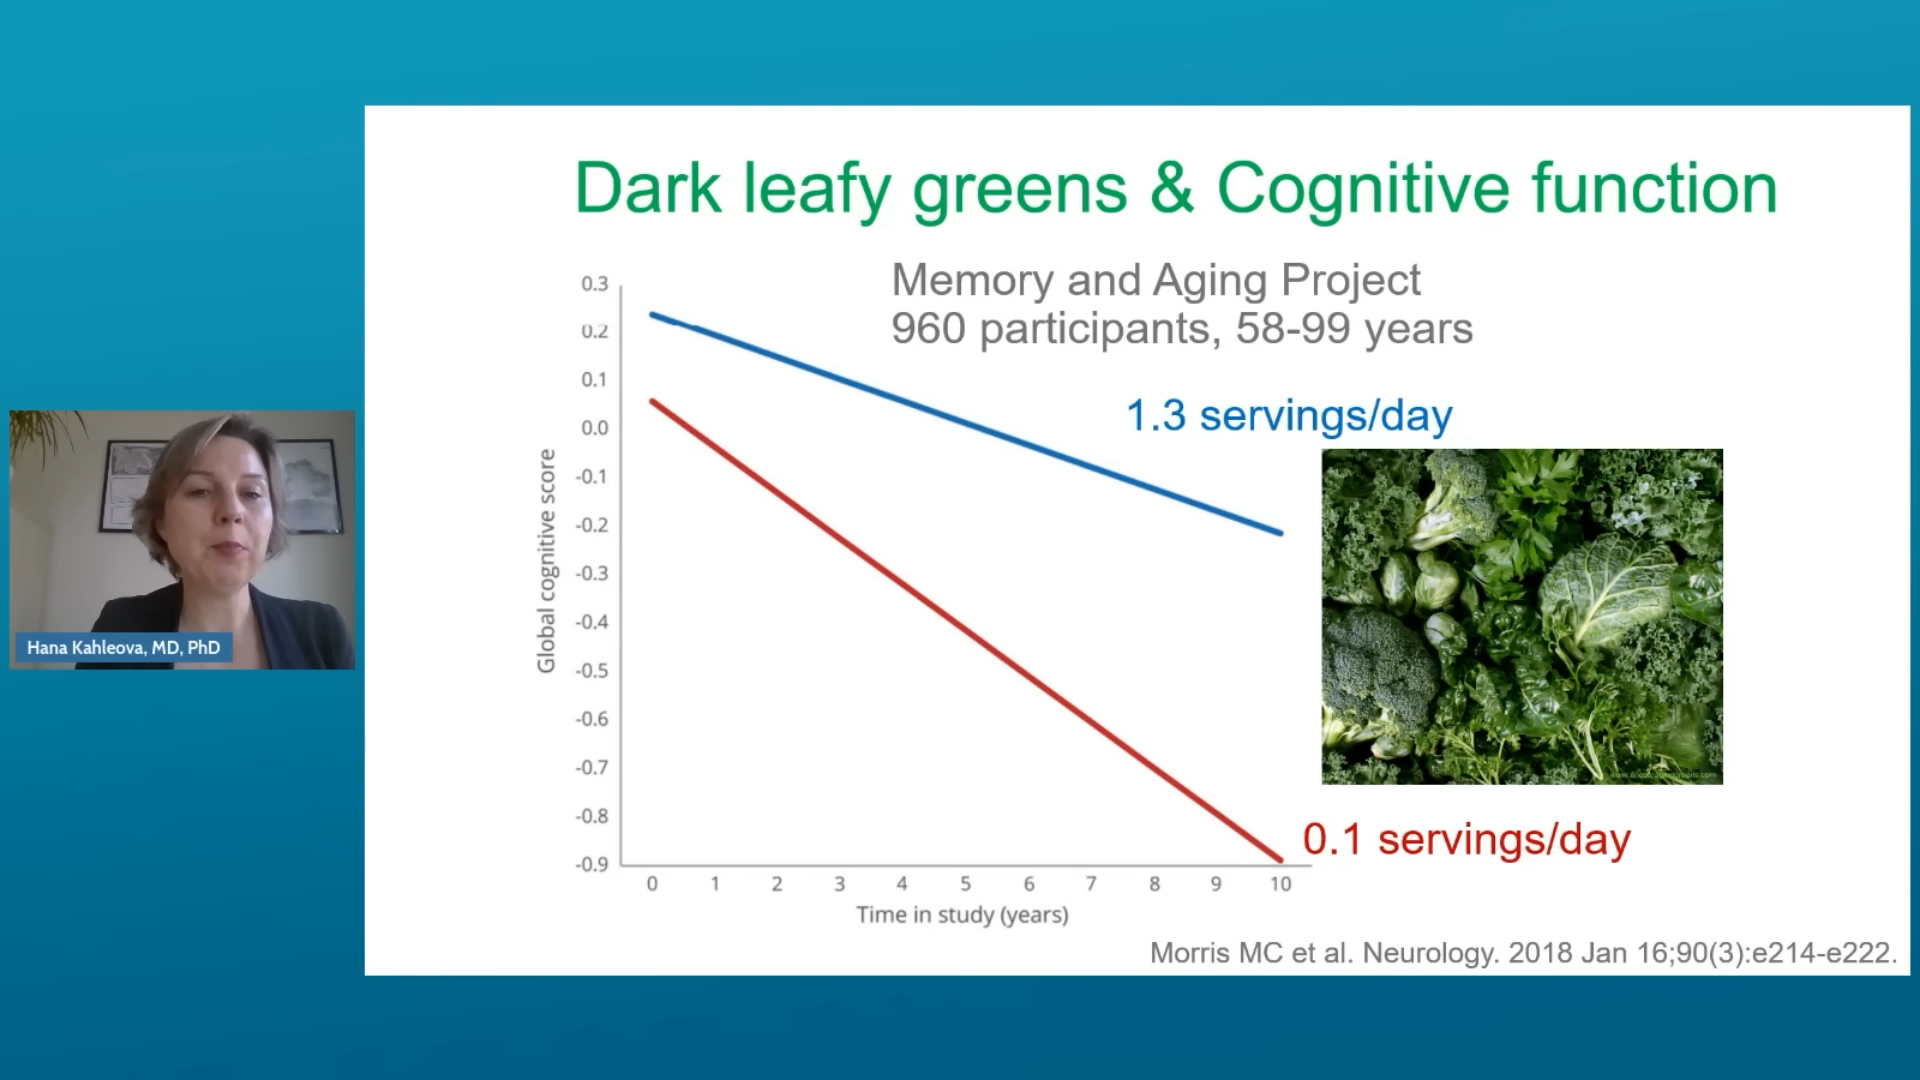 Dark leafy greens & Cognitive function
Memory and Aging Project
960 participants, 58-99 years
1.3 servings/day
0.1 servings/day
Global cognitive score
0.3
0.2
0.1
0.0
-0.1
-0.2
-0.3
-0.4
-0.5
-0.6
-0.7
-0.8
-0.9
0 1 2 3 4 5 6 7 8 9 10
Time in study (years)
Morris MC et al. Neurology. 2018 Jan 16;90(3):e214-e222.
Hana Kahleova, MD, PhD